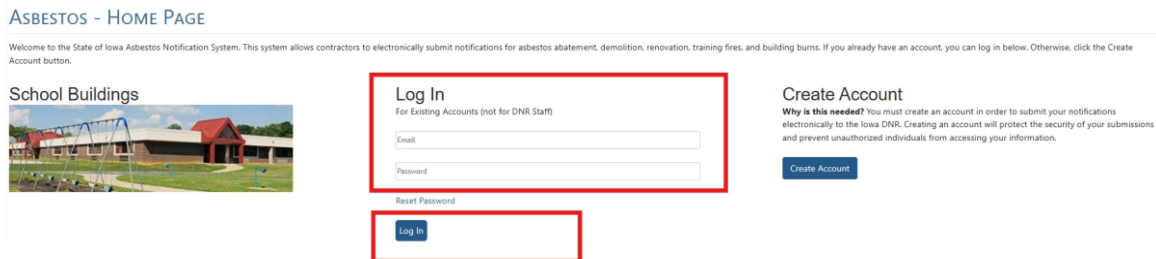 Asbestos - Home Page
Welcome to the State of Iowa Asbestos Notification System. This system allows contractors to electronically submit notifications for asbestos abatement, demolition, renovation, training fires, and building burns. If you already have an account, you can log in below. Otherwise, click the Create
Account button.
School Buildings
Log In
For Existing Accounts (not for DNR Staff)
Email
Password
Reset Password
Log In
Create Account
Why is this needed? You must create an account in order to submit your notifications
electronically to the Iowa DNR. Creating an account will protect the security of your submissions
and prevent unauthorized individuals from accessing your information.
Create Account